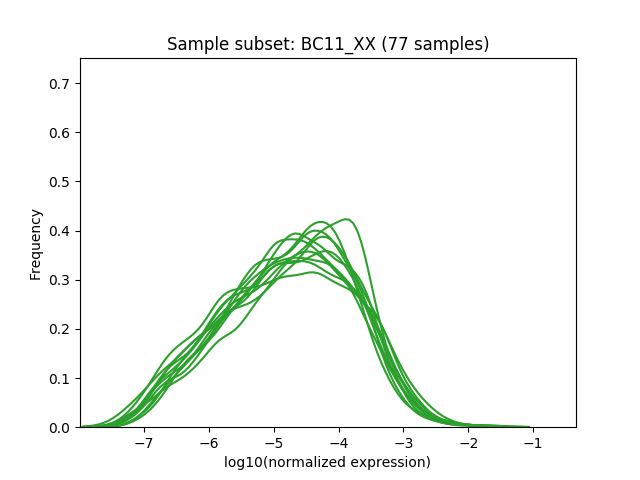 Sample subset: BC11_XX (77 samples)
0.7
0.6
0.5
0.4
0.3
0.2
0.1
0.0
Frequency
−7 −6 −5 −4 −3 −2 −1
log10(normalized expression)